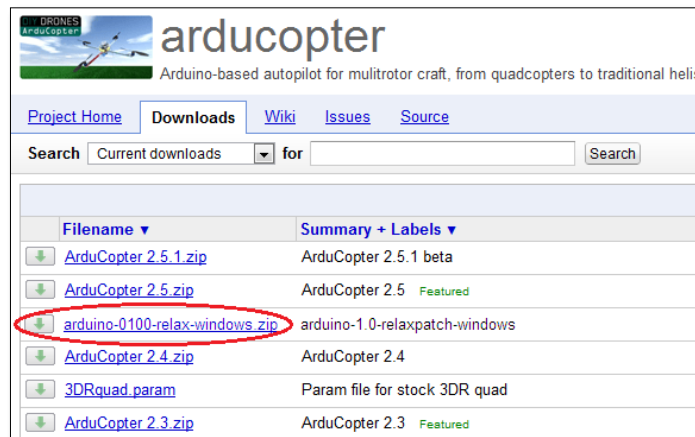 DIY DRONES
ArduCopter
arducopter
Arduino-based autopilot for mulitrotor craft, from quadcopters to traditional helis
Project Home Downloads Wiki Issues Source
Search Current downloads for Search
Filename ▼ Summary + Labels ▼
ArduCopter 2.5.1.zip ArduCopter 2.5.1 beta
ArduCopter 2.5.zip ArduCopter 2.5 Featured
arduino-0100-relax-windows.zip arduino-1.0-relaxpatch-windows
ArduCopter 2.4.zip ArduCopter 2.4
3DRquad.param Param file for stock 3DR quad
ArduCopter 2.3.zip ArduCopter 2.3 Featured